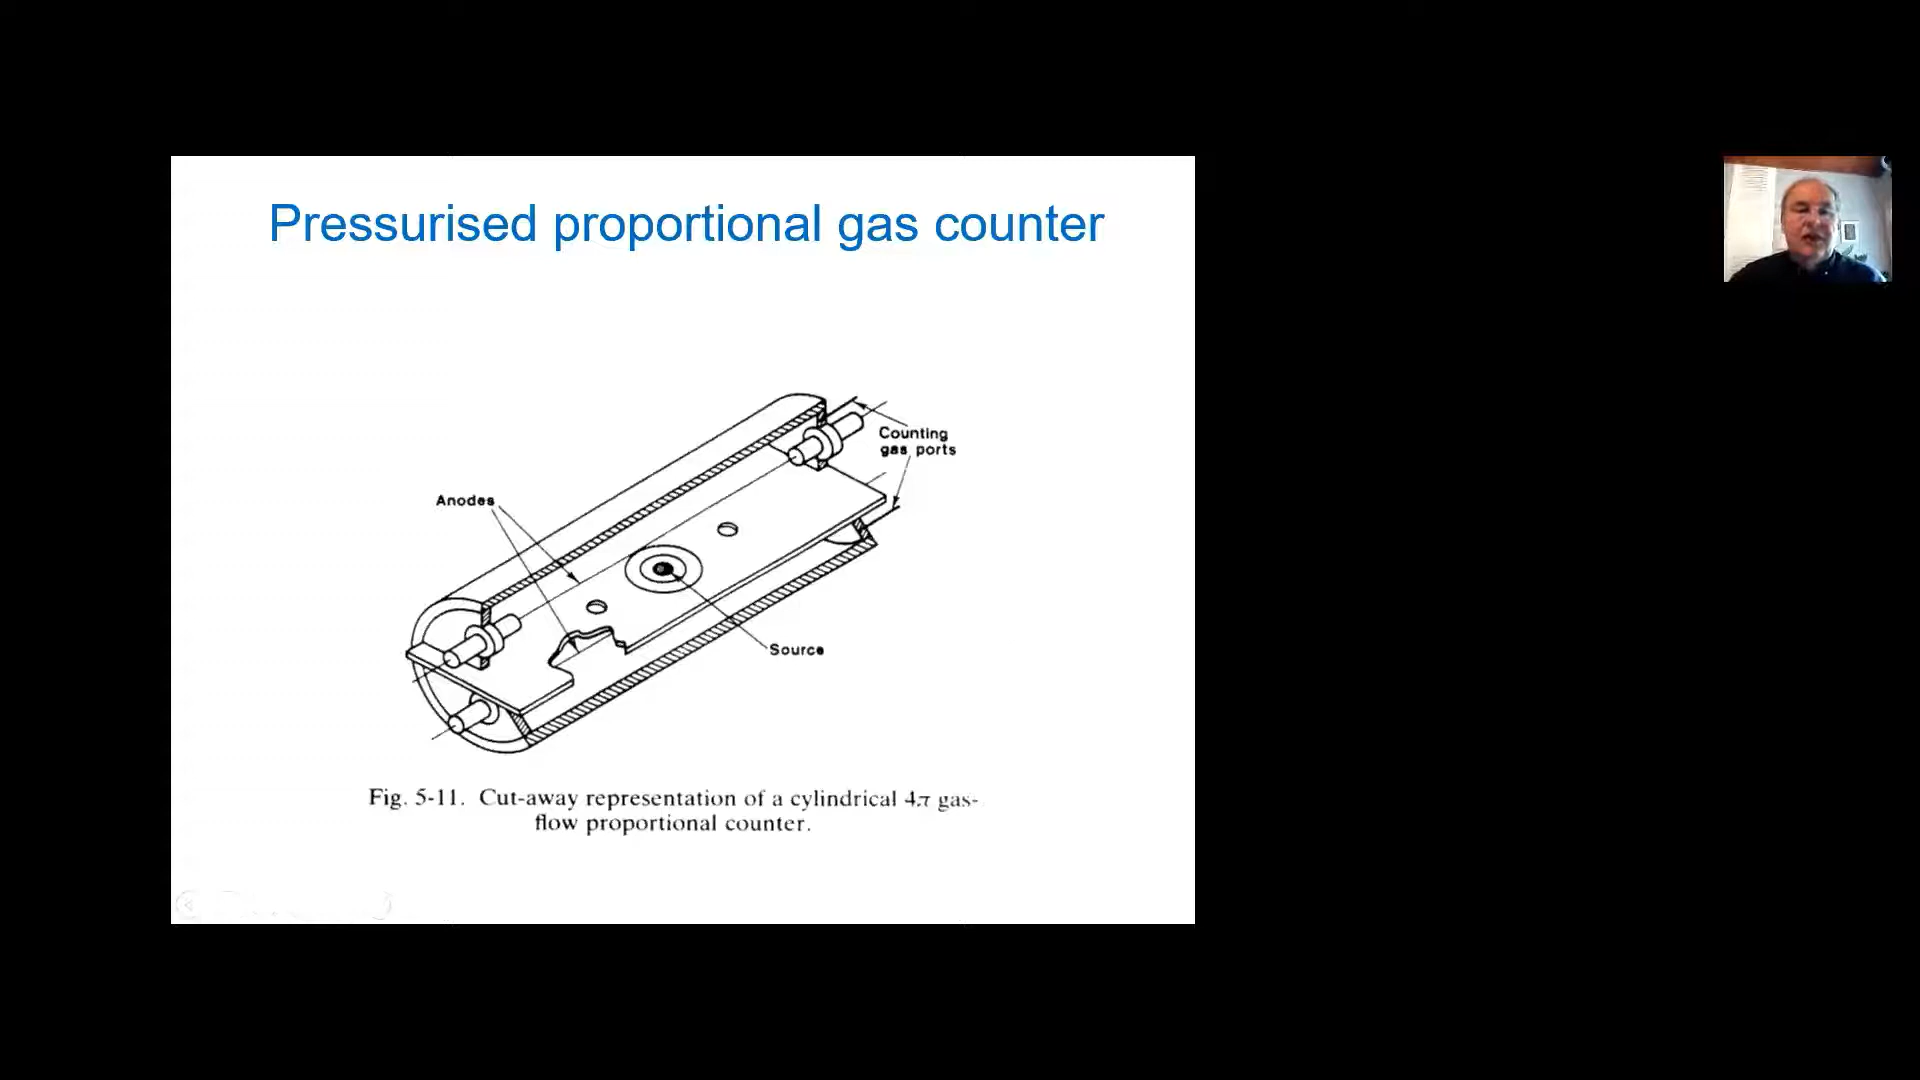 Pressurised proportional gas counter
Counting
gas ports
Anodes
Source
Fig. 5-11. Cut-away representation of a cylindrical 4π gas-
flow proportional counter.